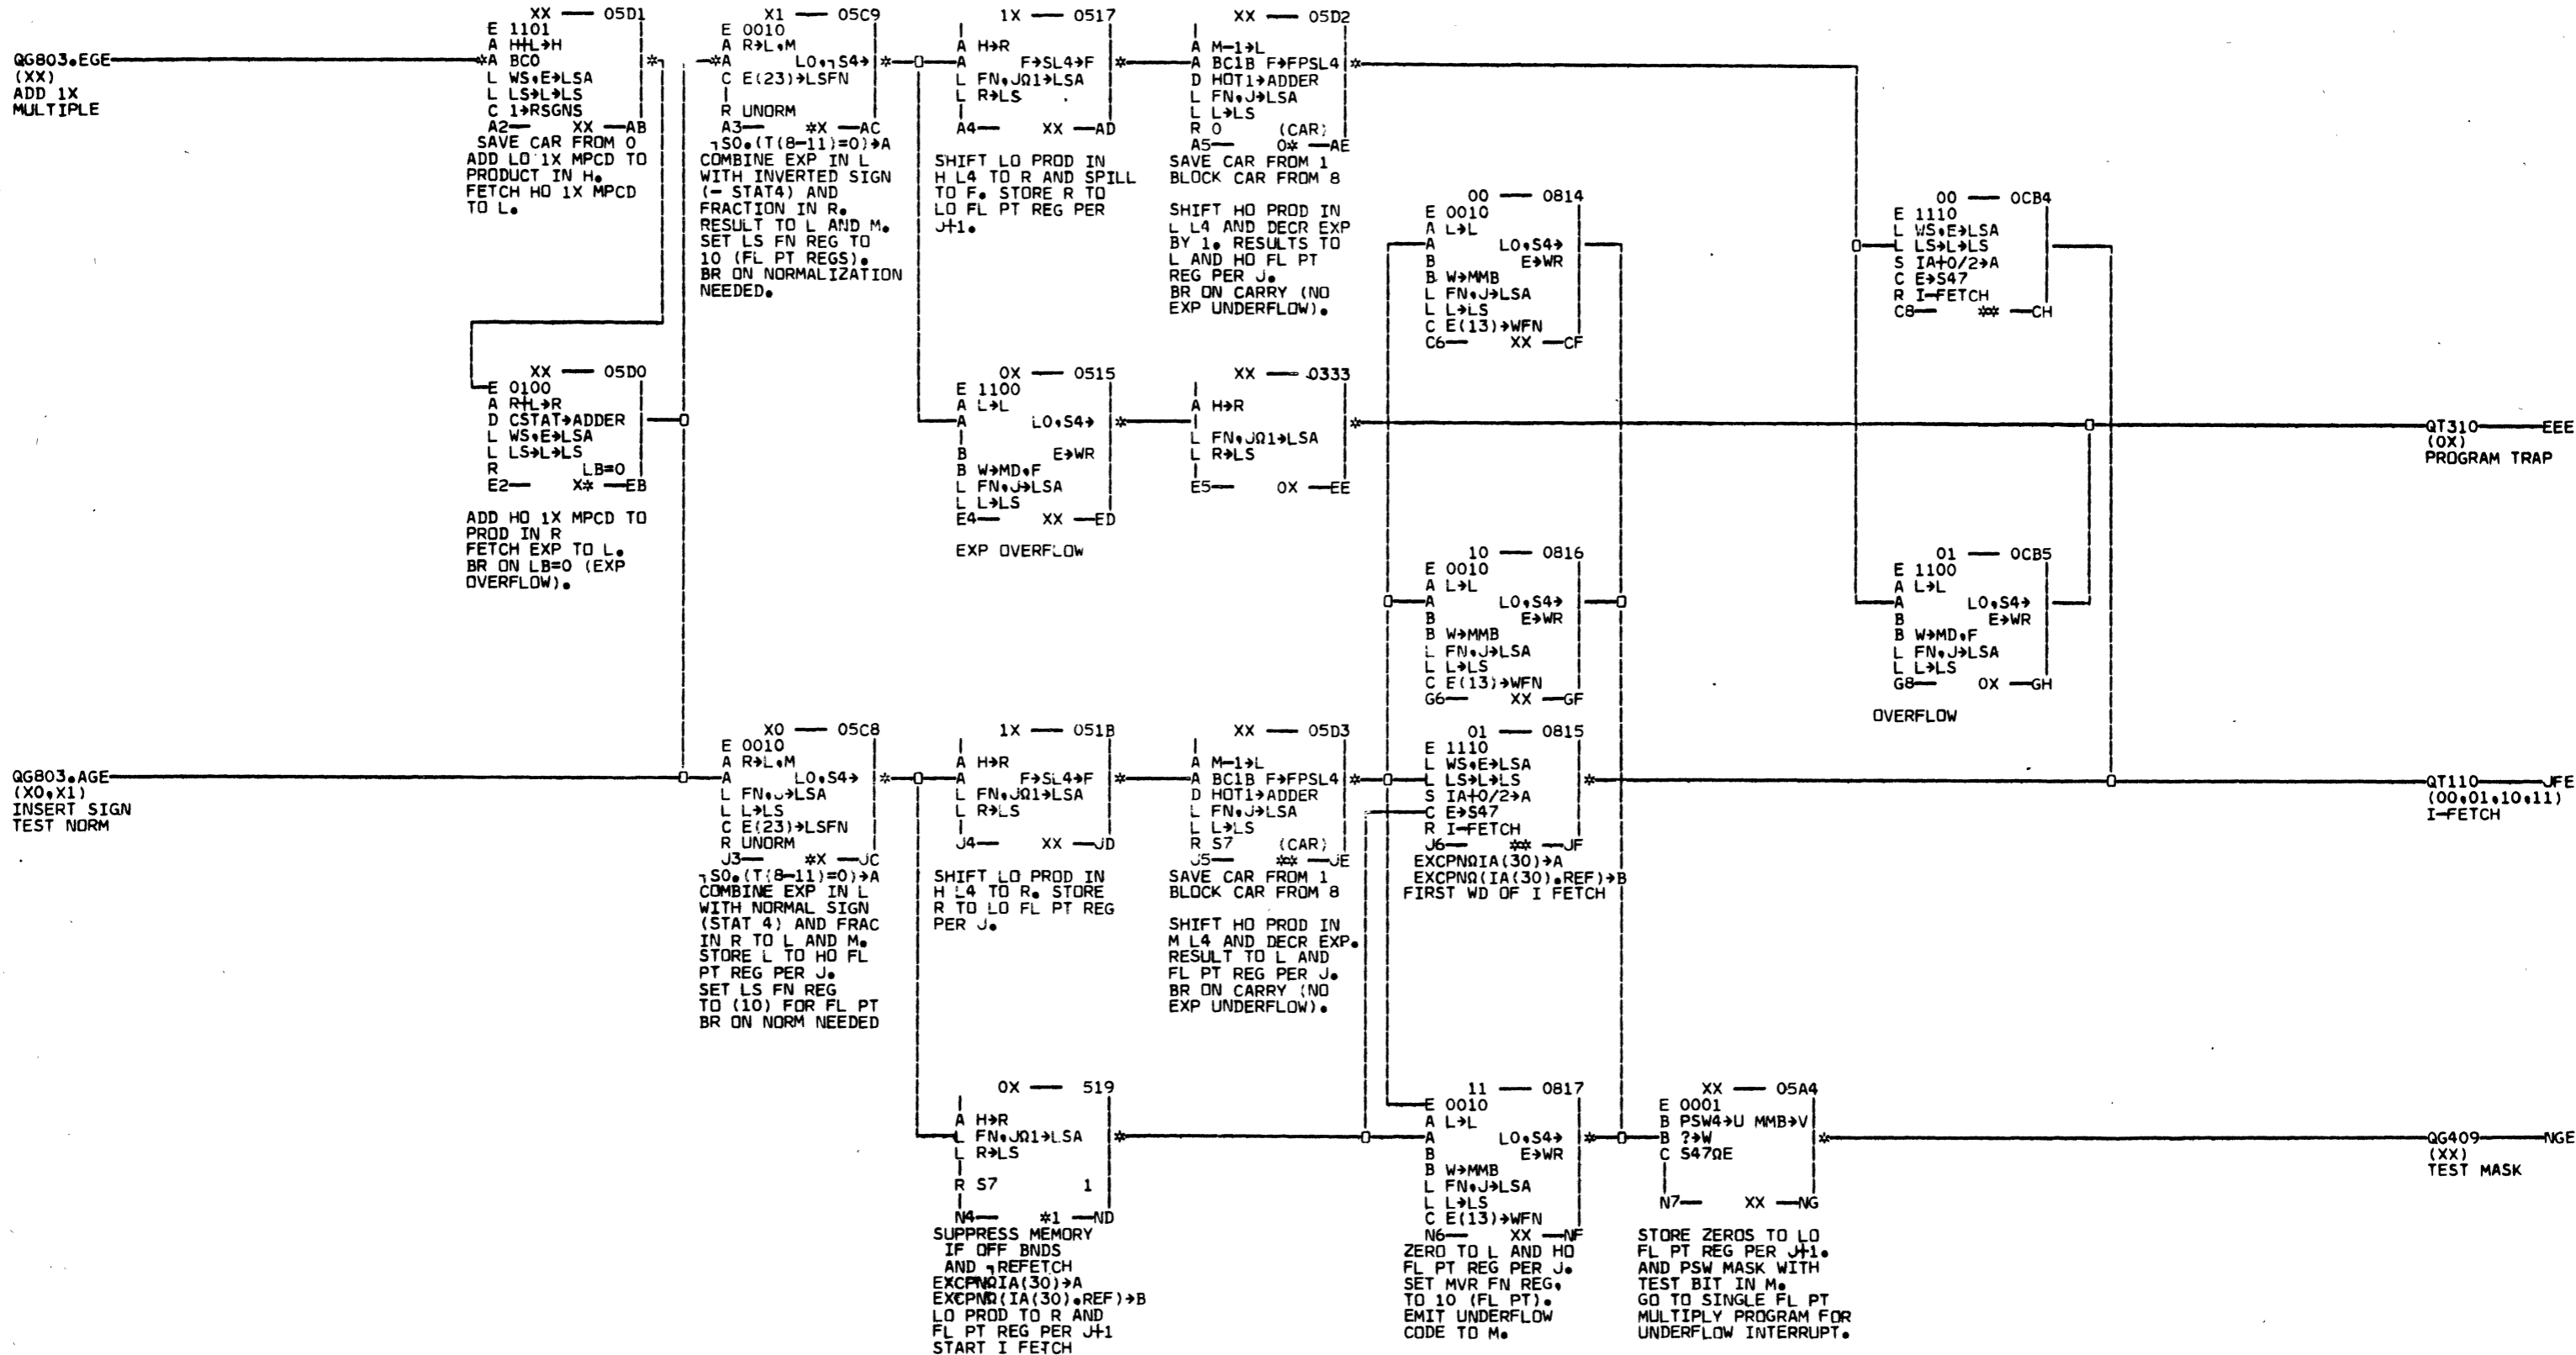 QG803.EGE
(XX)
ADD 1X
MULTIPLE
XX — 05D1
E 1101
A H+L→H
*A BC0
L WS,E→LSA
L LS→L→LS
C 1→RSGNS
A2— XX —AB
SAVE CAR FROM 0
ADD LO 1X MPCD TO
PRODUCT IN H.
FETCH HO 1X MPCD
TO L.
X1 — 05C9
E 0010
A R→L,M
*A LO,¬S4→ *
C E(23)→LSFN
R UNORM
A3— *X —AC
¬S0.(T(8-11)=0)→A
COMBINE EXP IN L
WITH INVERTED SIGN
(- STAT4) AND
FRACTION IN R.
RESULT TO L AND M.
SET LS FN REG TO
10 (FL PT REGS).
BR ON NORMALIZATION
NEEDED.
1X — 0517
A H→R
A F→SL4→F *
L FN,JΩ1→LSA
L R→LS
A4— XX —AD
SHIFT LO PROD IN
H L4 TO R AND SPILL
TO F. STORE R TO
LO FL PT REG PER
J+1.
XX — 05D2
A M-1→L
A BC1B F→FPSL4 *
D HOT1→ADDER
L FN,J→LSA
L L→LS
R 0 (CAR)
A5— 0* —AE
SAVE CAR FROM 1
BLOCK CAR FROM 8
SHIFT HO PROD IN
L L4 AND DECR EXP
BY 1. RESULTS TO
L AND HO FL PT
REG PER J.
BR ON CARRY (NO
EXP UNDERFLOW).
00 — 0814
E 0010
A L→L
A LO,S4→
B E→WR
B W→MMB
L FN,J→LSA
L L→LS
C E(13)→WFN
C6— XX —CF
00 — 0CB4
E 1110
L WS,E→LSA
L LS→L→LS
S IA+0/2→A
C E→S47
R I-FETCH
C8— ** —CH
XX — 05D0
E 0100
A R+L→R
D CSTAT→ADDER
L WS,E→LSA
L LS→L→LS
R LB=0
E2— X* —EB
ADD HO 1X MPCD TO
PROD IN R
FETCH EXP TO L.
BR ON LB=0 (EXP
OVERFLOW).
0X — 0515
E 1100
A L→L
A LO,S4→ *
B E→WR
B W→MD,F
L FN,J→LSA
L L→LS
E4— XX —ED
EXP OVERFLOW
XX — 0333
A H→R
*
L FN,JΩ1→LSA
L R→LS
E5— 0X —EE
QT310 —EEE
(0X)
PROGRAM TRAP
10 — 0816
E 0010
A L→L
A LO,S4→
B E→WR
B W→MMB
L FN,J→LSA
L L→LS
C E(13)→WFN
G6— XX —GF
01 — 0CB5
E 1100
A L→L
A LO,S4→
B E→WR
B W→MD,F
L FN,J→LSA
L L→LS
G8— 0X —GH
OVERFLOW
QG803.AGE
(X0,X1)
INSERT SIGN
TEST NORM
X0 — 05C8
E 0010
A R→L,M
A LO,S4→ *
L FN,J→LSA
L L→LS
C E(23)→LSFN
R UNORM
J3— *X —JC
¬S0.(T(8-11)=0)→A
COMBINE EXP IN L
WITH NORMAL SIGN
(STAT 4) AND FRAC
IN R TO L AND M.
STORE L TO HO FL
PT REG PER J.
SET LS FN REG
TO (10) FOR FL PT
BR ON NORM NEEDED
1X — 051B
A H→R
A F→SL4→F *
L FN,JΩ1→LSA
L R→LS
J4— XX —JD
SHIFT LO PROD IN
H L4 TO R. STORE
R TO LO FL PT REG
PER J.
XX — 05D3
A M-1→L
A BC1B F→FPSL4 *
D HOT1→ADDER
L FN,J→LSA
L L→LS
R S7 (CAR)
J5— ** —JE
SAVE CAR FROM 1
BLOCK CAR FROM 8
SHIFT HO PROD IN
M L4 AND DECR EXP.
RESULT TO L AND
FL PT REG PER J.
BR ON CARRY (NO
EXP UNDERFLOW).
01 — 0815
E 1110
L WS,E→LSA
L LS→L→LS *
S IA+0/2→A
C E→S47
R I-FETCH
J6— ** —JF
EXCPNΩIA(30)→A
EXCPNΩ(IA(30).REF)→B
FIRST WD OF I FETCH
QT110 —JFE
(00,01,10,11)
I-FETCH
0X — 519
A H→R
L FN,JΩ1→LSA *
L R→LS
R S7 1
N4— *1 —ND
SUPPRESS MEMORY
IF OFF BNDS
AND ¬REFETCH
EXCPNΩIA(30)→A
EXCPNΩ(IA(30).REF)→B
LO PROD TO R AND
FL PT REG PER J+1
START I FETCH
11 — 0817
E 0010
A L→L
A LO,S4→ *
B E→WR
B W→MMB
L FN,J→LSA
L L→LS
C E(13)→WFN
N6— XX —NF
ZERO TO L AND HO
FL PT REG PER J.
SET MVR FN REG,
TO 10 (FL PT).
EMIT UNDERFLOW
CODE TO M.
XX — 05A4
E 0001
B PSW4→U MMB→V
B ?→W *
C S47ΩE
N7— XX —NG
STORE ZEROS TO LO
FL PT REG PER J+1.
AND PSW MASK WITH
TEST BIT IN M.
GO TO SINGLE FL PT
MULTIPLY PROGRAM FOR
UNDERFLOW INTERRUPT.
QG409 —NGE
(XX)
TEST MASK